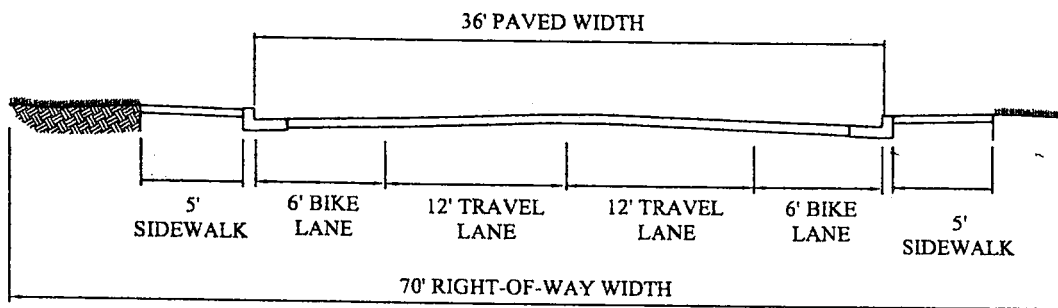 36' PAVED WIDTH
5'
SIDEWALK
6' BIKE
LANE
12' TRAVEL
LANE
12' TRAVEL
LANE
6' BIKE
LANE
5'
SIDEWALK
70' RIGHT-OF-WAY WIDTH